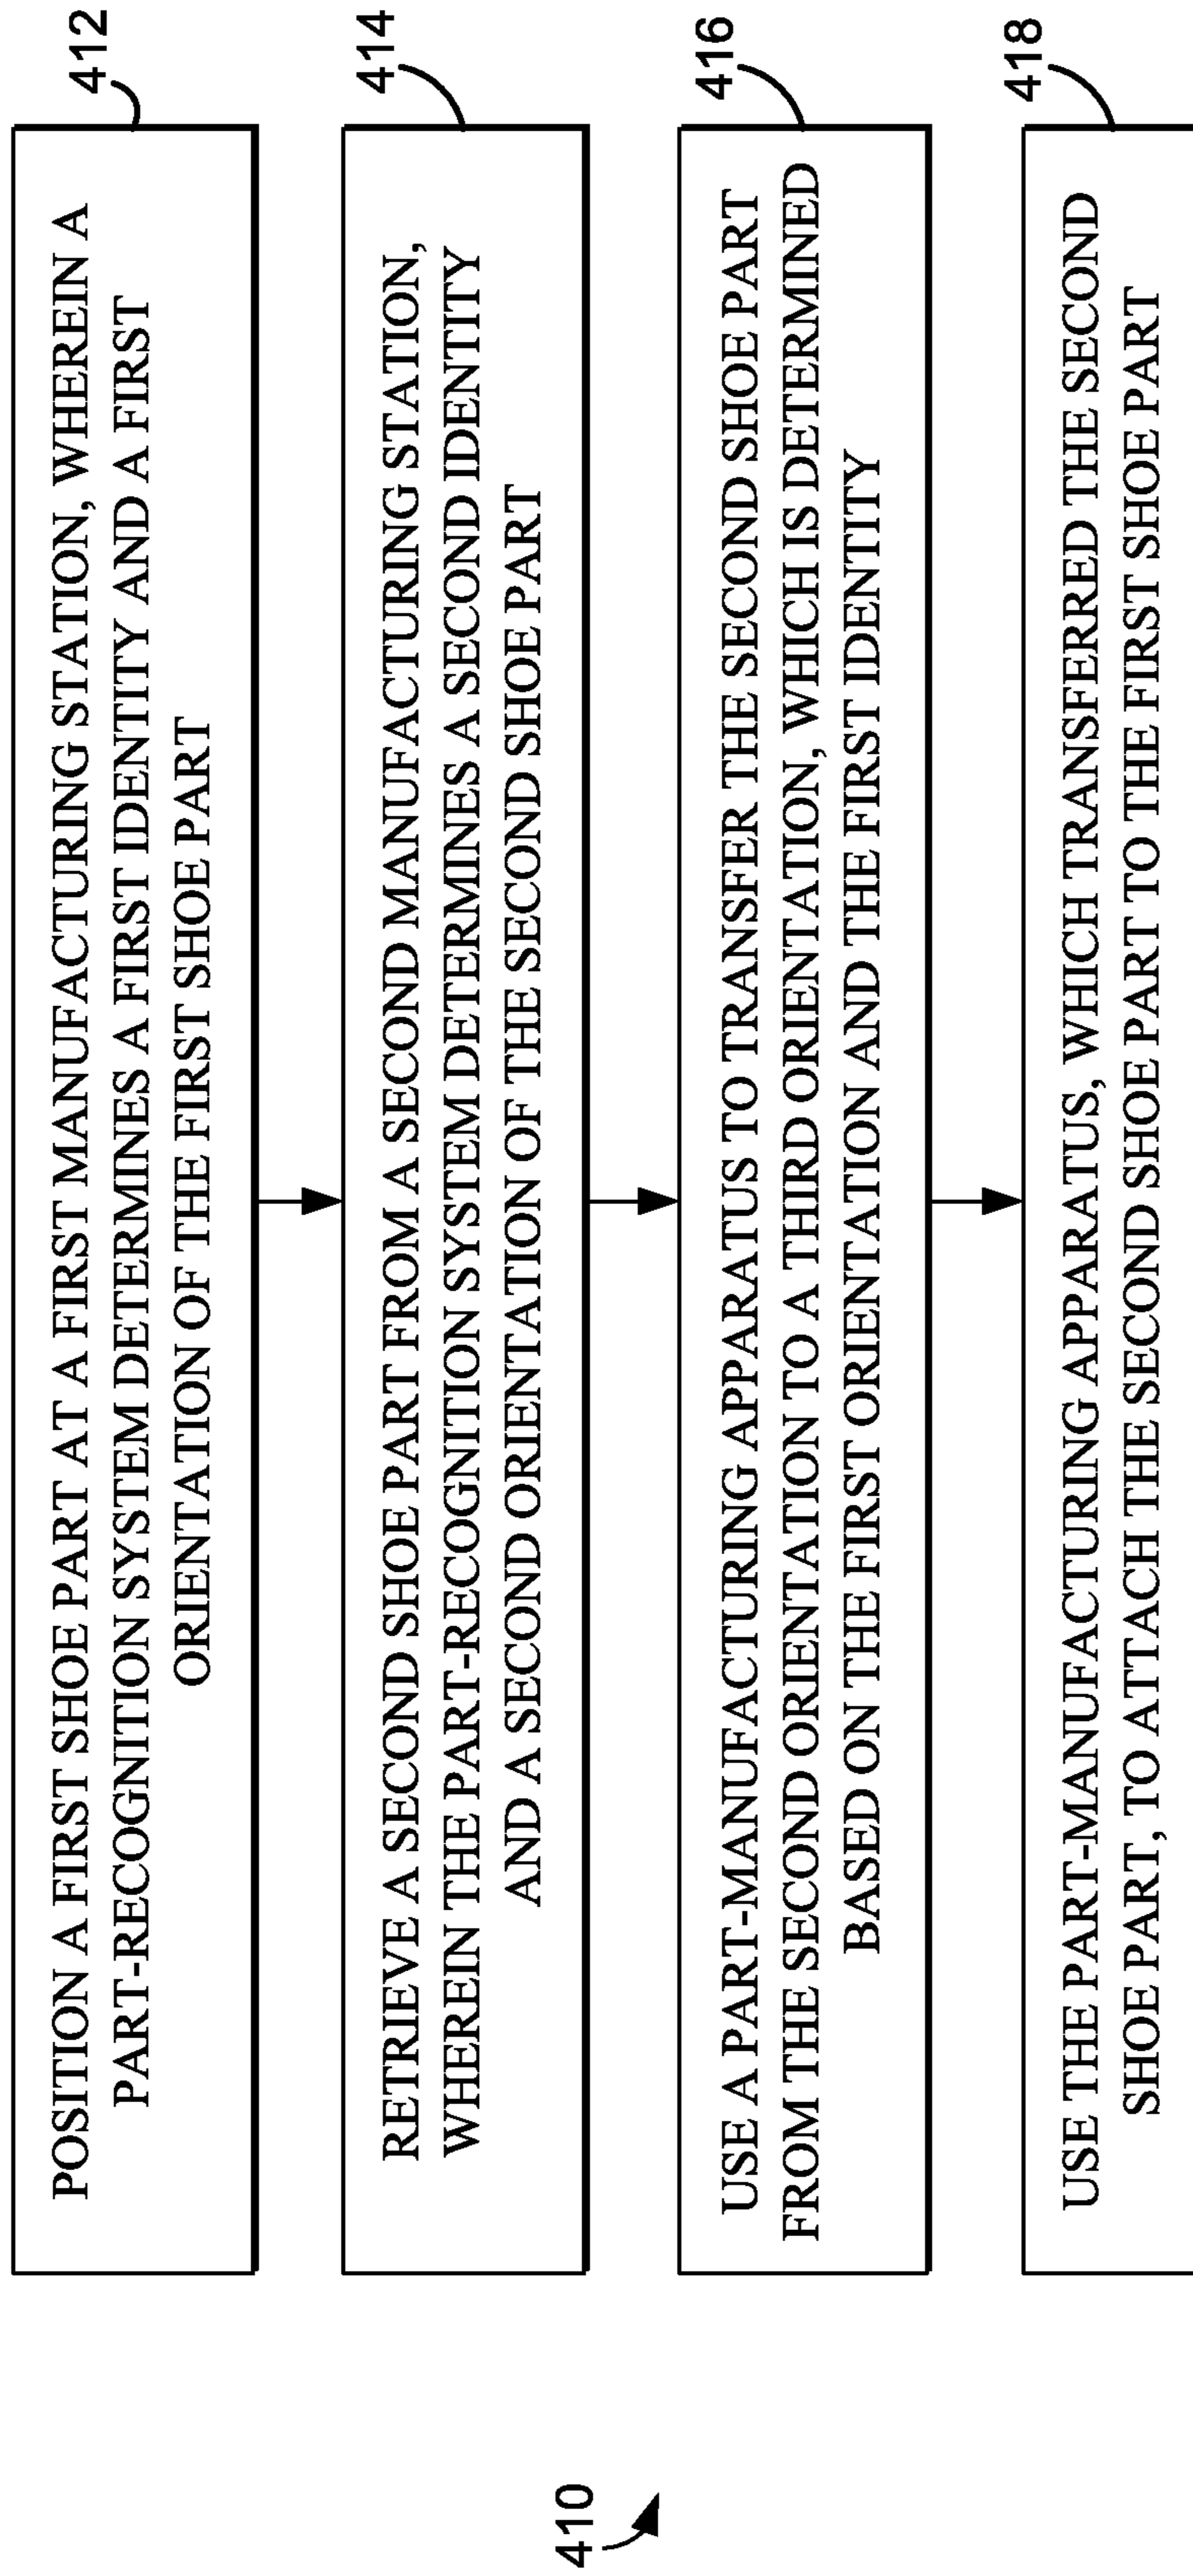 410
POSITION A FIRST SHOE PART AT A FIRST MANUFACTURING STATION, WHEREIN A
PART-RECOGNITION SYSTEM DETERMINES A FIRST IDENTITY AND A FIRST
ORIENTATION OF THE FIRST SHOE PART
412
RETRIEVE A SECOND SHOE PART FROM A SECOND MANUFACTURING STATION,
WHEREIN THE PART-RECOGNITION SYSTEM DETERMINES A SECOND IDENTITY
AND A SECOND ORIENTATION OF THE SECOND SHOE PART
414
USE A PART-MANUFACTURING APPARATUS TO TRANSFER THE SECOND SHOE PART
FROM THE SECOND ORIENTATION TO A THIRD ORIENTATION, WHICH IS DETERMINED
BASED ON THE FIRST ORIENTATION AND THE FIRST IDENTITY
416
USE THE PART-MANUFACTURING APPARATUS, WHICH TRANSFERRED THE SECOND
SHOE PART, TO ATTACH THE SECOND SHOE PART TO THE FIRST SHOE PART
418